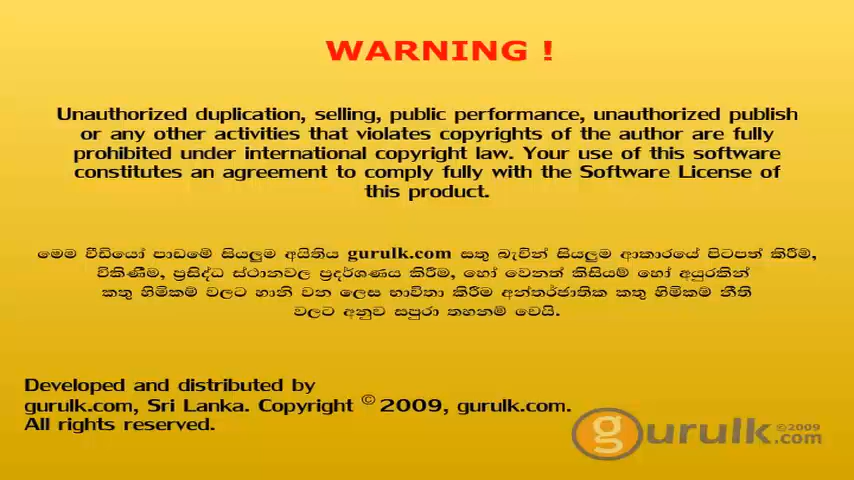 WARNING !
Unauthorized duplication, selling, public performance, unauthorized publish
or any other activities that violates copyrights of the author are fully
prohibited under international copyright law. Your use of this software
constitutes an agreement to comply fully with the Software License of
this product.
මෙම වීඩියෝ පාඩමේ සියලුම අයිතිය gurulk.com සතු බැවින් සියලුම ආකාරයේ පිටපත් කිරීම්,
විකිණීම්, ප්‍රසිද්ධ ස්ථානවල ප්‍රදර්ශණය කිරීම්, හෝ වෙනත් කිසියම් හෝ අයුරකින්
කතෘ හිමිකම් වලට හානි වන ලෙස භාවිතා කිරීම අන්තර්ජාතික කතෘ හිමිකම් නීති
වලට අනුව සපුරා තහනම් වෙයි.
Developed and distributed by
gurulk.com, Sri Lanka. Copyright © 2009, gurulk.com.
All rights reserved.
gurulk.com ©2009